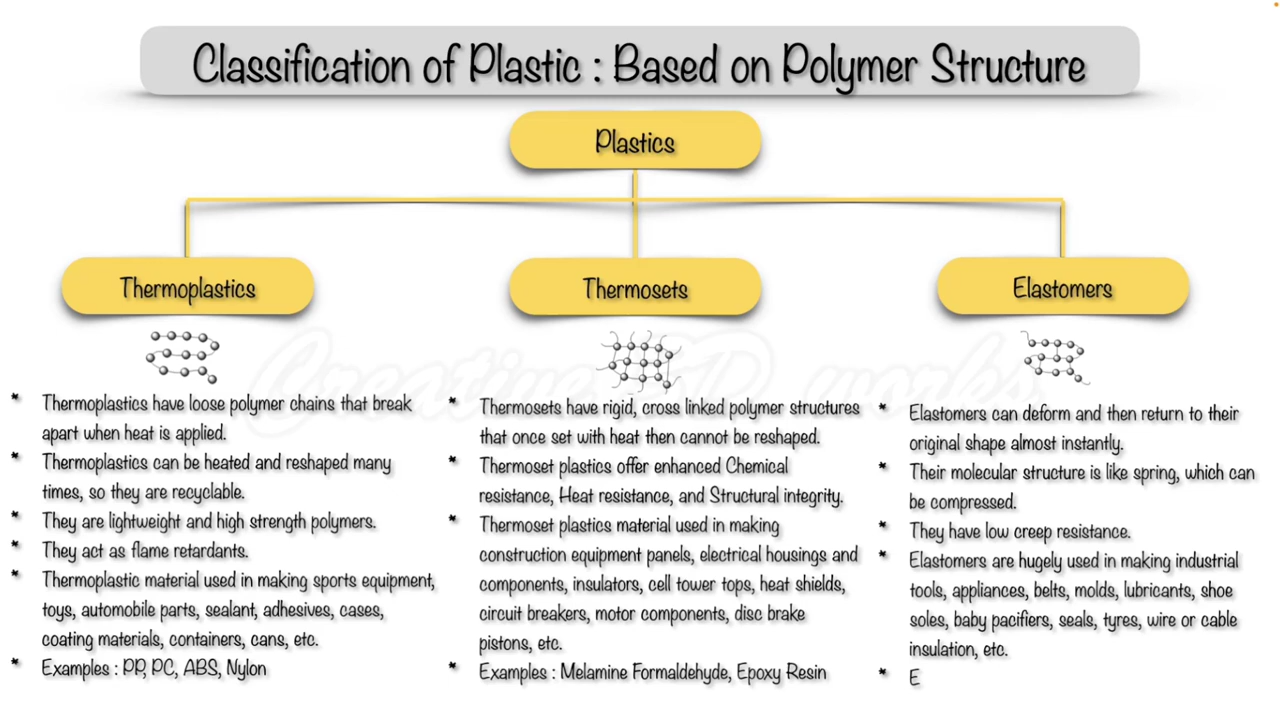 Classification of Plastic : Based on Polymer Structure
Plastics
Thermoplastics
Thermosets
Elastomers
Creative 3D works
* Thermoplastics have loose polymer chains that break
apart when heat is applied.
* Thermoplastics can be heated and reshaped many
times, so they are recyclable.
* They are lightweight and high strength polymers.
* They act as flame retardants.
* Thermoplastic material used in making sports equipment,
toys, automobile parts, sealant, adhesives, cases,
coating materials, containers, cans, etc.
* Examples : PP, PC, ABS, Nylon
* Thermosets have rigid, cross linked polymer structures
that once set with heat then cannot be reshaped.
* Thermoset plastics offer enhanced Chemical
resistance, Heat resistance, and Structural integrity.
* Thermoset plastics material used in making
construction equipment panels, electrical housings and
components, insulators, cell tower tops, heat shields,
circuit breakers, motor components, disc brake
pistons, etc.
* Examples : Melamine Formaldehyde, Epoxy Resin
* Elastomers can deform and then return to their
original shape almost instantly.
* Their molecular structure is like spring, which can
be compressed.
* They have low creep resistance.
* Elastomers are hugely used in making industrial
tools, appliances, belts, molds, lubricants, shoe
soles, baby pacifiers, seals, tyres, wire or cable
insulation, etc.
* E